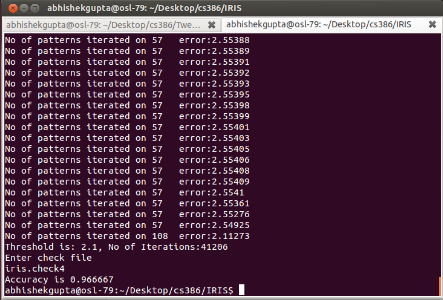 abhishekgupta@osl-79: ~/Desktop/cs386/IRIS
abhishekgupta@osl-79: ~/Desktop/cs386/Twe...
abhishekgupta@osl-79: ~/Desktop/cs386/IRIS
No of patterns iterated on 57 error:2.55388
No of patterns iterated on 57 error:2.55389
No of patterns iterated on 57 error:2.55391
No of patterns iterated on 57 error:2.55392
No of patterns iterated on 57 error:2.55393
No of patterns iterated on 57 error:2.55395
No of patterns iterated on 57 error:2.55398
No of patterns iterated on 57 error:2.55399
No of patterns iterated on 57 error:2.55401
No of patterns iterated on 57 error:2.55403
No of patterns iterated on 57 error:2.55405
No of patterns iterated on 57 error:2.55406
No of patterns iterated on 57 error:2.55408
No of patterns iterated on 57 error:2.55409
No of patterns iterated on 57 error:2.5541
No of patterns iterated on 57 error:2.55361
No of patterns iterated on 57 error:2.55276
No of patterns iterated on 57 error:2.54925
No of patterns iterated on 108 error:2.11273
Threshold is: 2.1, No of Iterations:41206
Enter check file
iris.check4
Accuracy is 0.966667
abhishekgupta@osl-79:~/Desktop/cs386/IRIS$